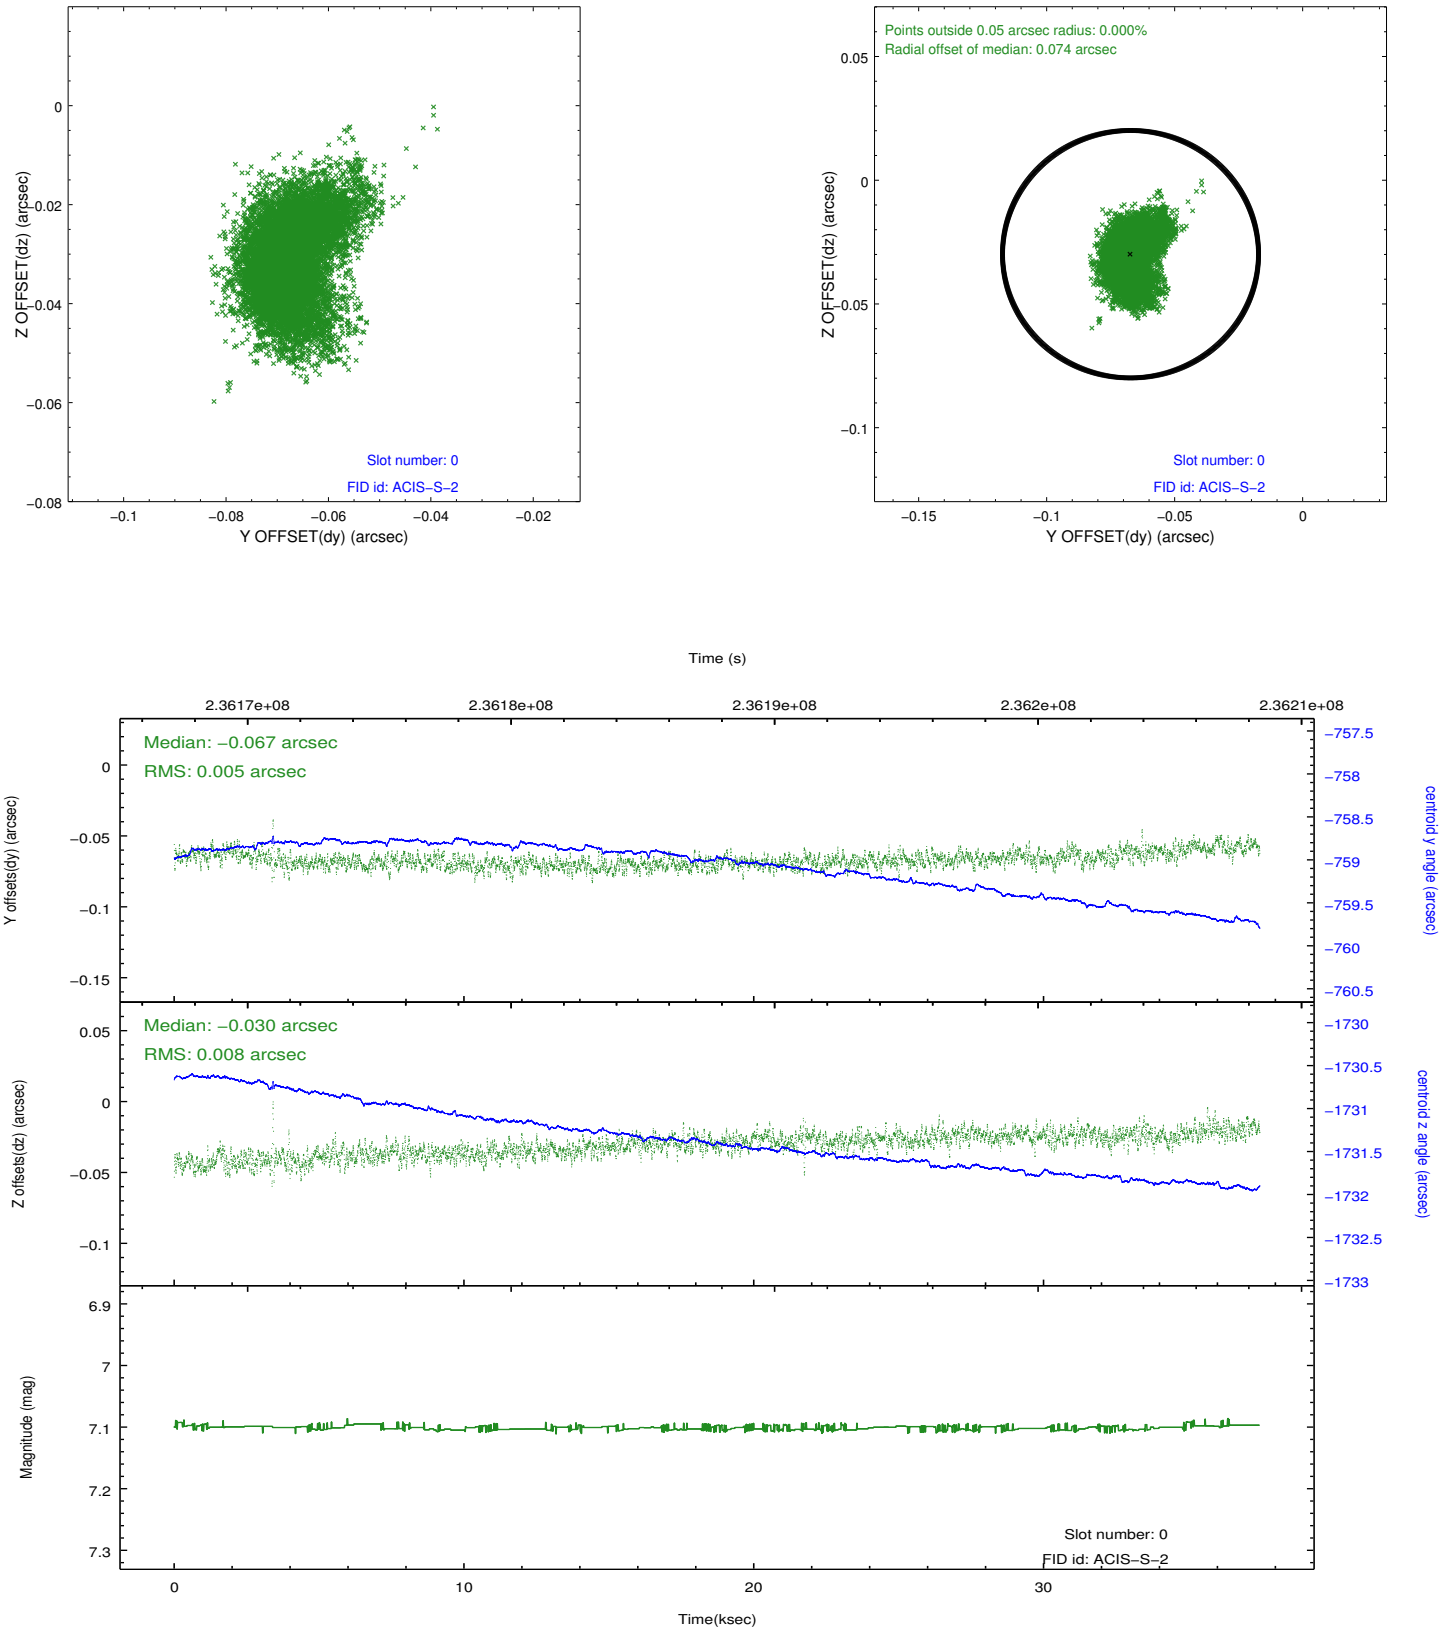 0
−0.02
−0.04
−0.06
−0.08
Z OFFSET(dz) (arcsec)
Slot number: 0
FID id: ACIS−S−2
−0.1 −0.08 −0.06 −0.04 −0.02
Y OFFSET(dy) (arcsec)
Points outside 0.05 arcsec radius: 0.000%
Radial offset of median: 0.074 arcsec
0.05
0
−0.05
−0.1
Z OFFSET(dz) (arcsec)
Slot number: 0
FID id: ACIS−S−2
−0.15 −0.1 −0.05 0
Y OFFSET(dy) (arcsec)
Time (s)
2.3617e+08 2.3618e+08 2.3619e+08 2.362e+08 2.3621e+08
Median: −0.067 arcsec
RMS: 0.005 arcsec
0
−0.05
−0.1
−0.15
Y offsets(dy) (arcsec)
−757.5
−758
−758.5
−759
−759.5
−760
−760.5
centroid y angle (arcsec)
Median: −0.030 arcsec
RMS: 0.008 arcsec
0.05
0
−0.05
−0.1
Z offsets(dz) (arcsec)
−1730
−1730.5
−1731
−1731.5
−1732
−1732.5
−1733
centroid z angle (arcsec)
6.9
7
7.1
7.2
7.3
Magnitude (mag)
Slot number: 0
FID id: ACIS−S−2
0 10 20 30
Time(ksec)